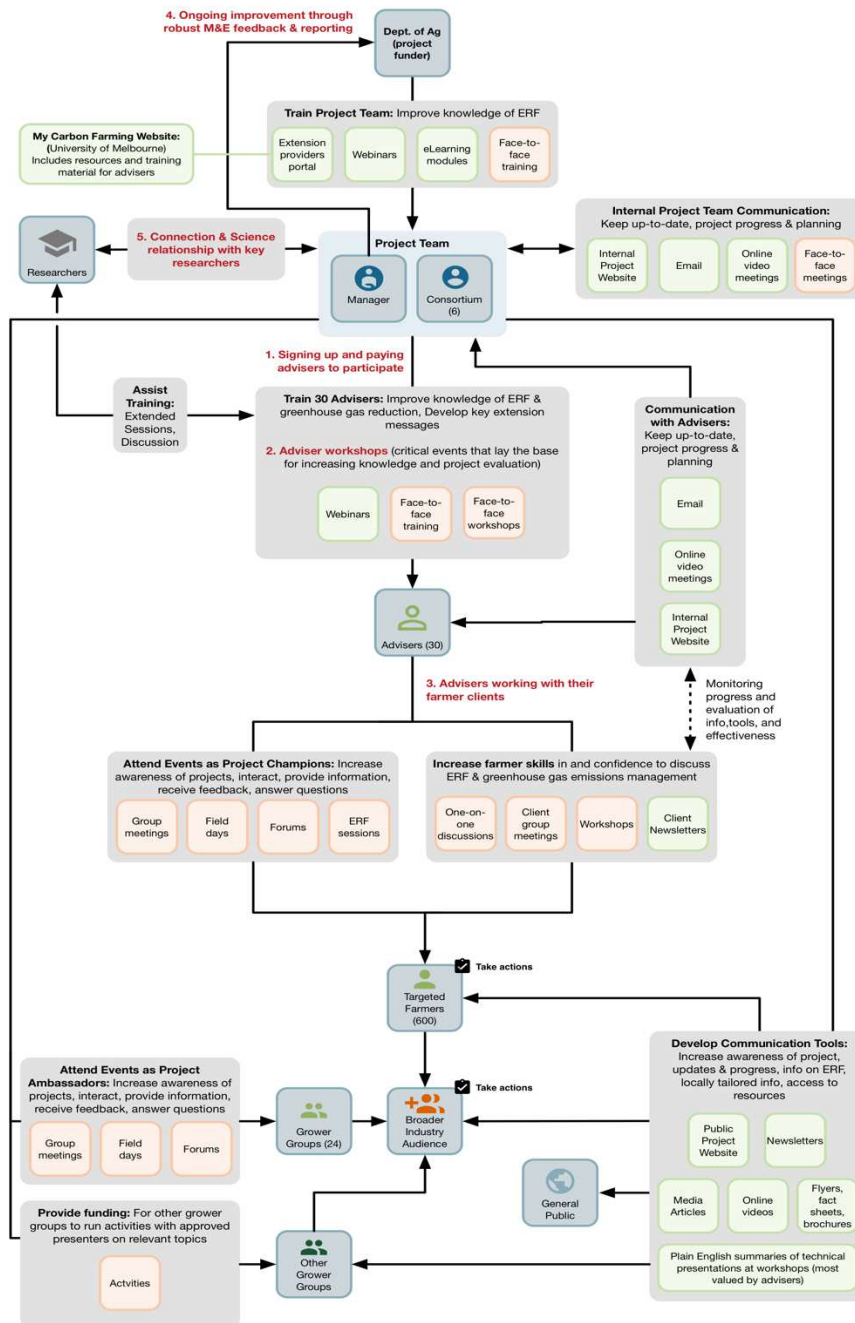 4. Ongoing improvement through
robust M&E feedback & reporting
Dept. of Ag
(project
funder)
Train Project Team: Improve knowledge of ERF
Extension
providers
portal
Webinars
eLearning
modules
Face-to-
face
training
My Carbon Farming Website:
(University of Melbourne)
Includes resources and training
material for advisers
Internal Project Team Communication:
Keep up-to-date, project progress & planning
Internal
Project
Website
Email
Online
video
meetings
Face-to-
face
meetings
Researchers
5. Connection & Science
relationship with key
researchers
Project Team
Manager
Consortium
(6)
1. Signing up and paying
advisers to participate
Assist
Training:
Extended
Sessions,
Discussion
Train 30 Advisers: Improve knowledge of ERF &
greenhouse gas reduction, Develop key extension
messages
2. Adviser workshops (critical events that lay the base
for increasing knowledge and project evaluation)
Webinars
Face-to-
face
training
Face-to-
face
workshops
Communication
with Advisers:
Keep up-to-date,
project progress &
planning
Email
Online
video
meetings
Internal
Project
Website
Advisers (30)
3. Advisers working with their
farmer clients
Monitoring
progress and
evaluation of
info,tools, and
effectiveness
Attend Events as Project Champions: Increase
awareness of projects, interact, provide information,
receive feedback, answer questions
Group
meetings
Field
days
Forums
ERF
sessions
Increase farmer skills in and confidence to discuss
ERF & greenhouse gas emissions management
One-on-
one
discussions
Client
group
meetings
Workshops
Client
Newsletters
Take actions
Targeted
Farmers
(600)
Attend Events as Project
Ambassadors: Increase awareness of
projects, interact, provide information,
receive feedback, answer questions
Group
meetings
Field
days
Forums
Grower
Groups (24)
Take actions
Broader
Industry
Audience
Develop Communication Tools:
Increase awareness of project,
updates & progress, info on ERF,
locally tailored info, access to
resources
Public
Project
Website
Newsletters
Media
Articles
Online
videos
Flyers,
fact
sheets,
brochures
Plain English summaries of technical
presentations at workshops (most
valued by advisers)
General
Public
Provide funding: For other grower
groups to run activities with approved
presenters on relevant topics
Actvities
Other
Grower
Groups